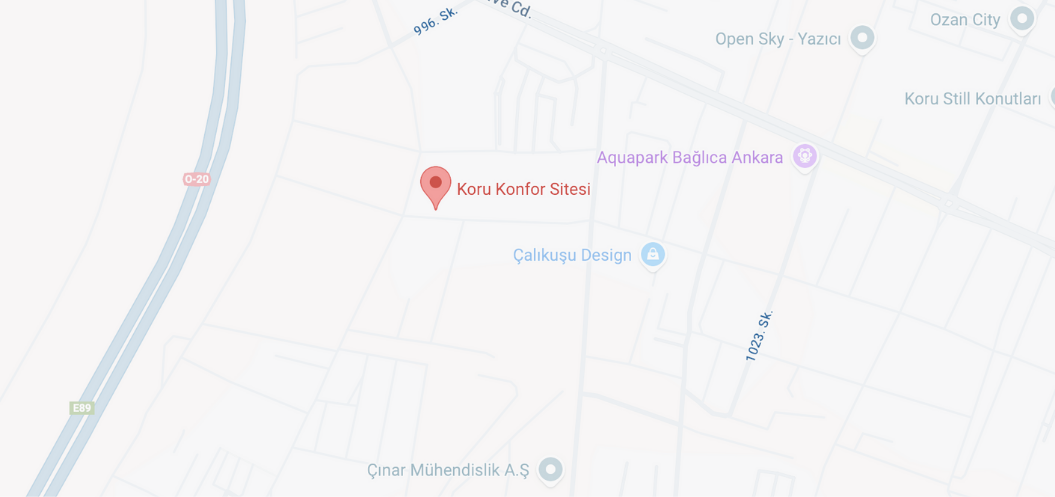 ve Cd.
996. Sk.
Ozan City
Open Sky - Yazıcı
Koru Still Konutları
Aquapark Bağlıca Ankara
O-20
Koru Konfor Sitesi
Çalıkuşu Design
1023. Sk.
E89
Çınar Mühendislik A.Ş